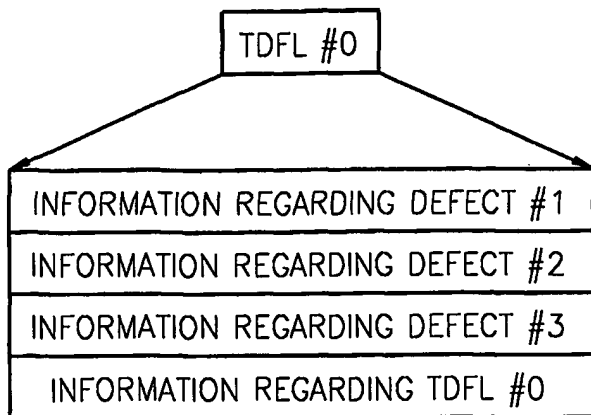 TDFL #0
INFORMATION REGARDING DEFECT #1
INFORMATION REGARDING DEFECT #2
INFORMATION REGARDING DEFECT #3
INFORMATION REGARDING TDFL #0